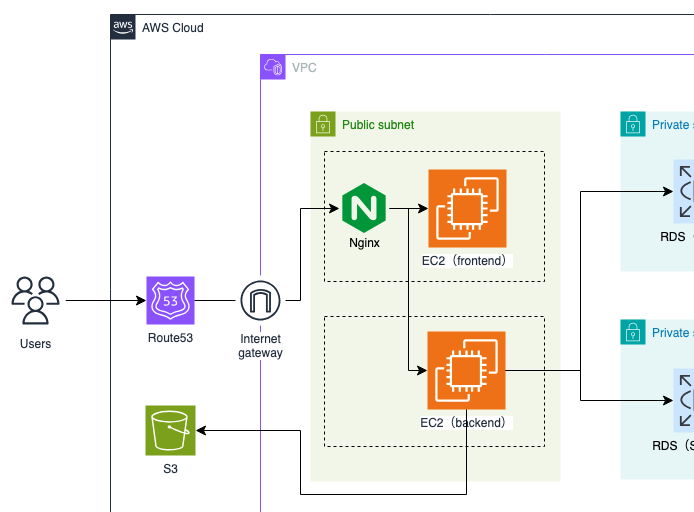 aws
AWS Cloud
VPC
Public subnet
Private
N
Nginx
EC2（frontend）
RDS
Users
53
Route53
Internet
gateway
Private
EC2（backend）
S3
RDS（S